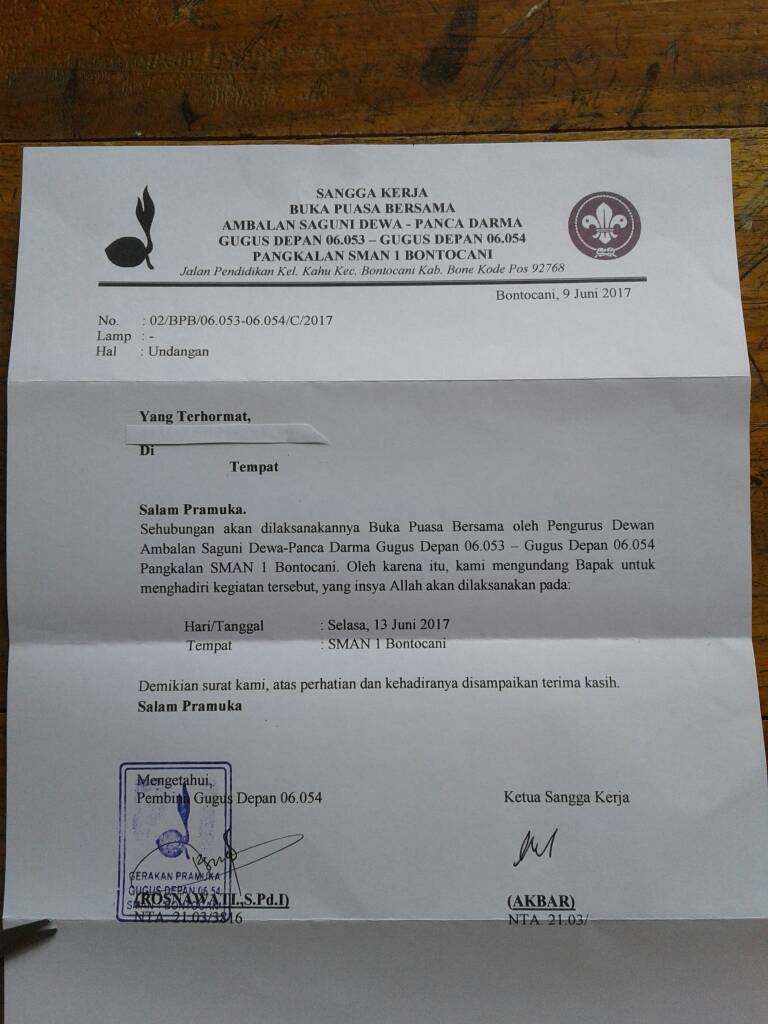 SANGGA KERJA
BUKA PUASA BERSAMA
AMBALAN SAGUNI DEWA - PANCA DARMA
GUGUS DEPAN 06.053 – GUGUS DEPAN 06.054
PANGKALAN SMAN 1 BONTOCANI
Jalan Pendidikan Kel. Kahu Kec. Bontocani Kab. Bone Kode Pos 92768
Bontocani, 9 Juni 2017
No. : 02/BPB/06.053-06.054/C/2017
Lamp : -
Hal : Undangan
Yang Terhormat,
Di
Tempat
Salam Pramuka.
Sehubungan akan dilaksanakannya Buka Puasa Bersama oleh Pengurus Dewan
Ambalan Saguni Dewa-Panca Darma Gugus Depan 06.053 – Gugus Depan 06.054
Pangkalan SMAN 1 Bontocani. Oleh karena itu, kami mengundang Bapak untuk
menghadiri kegiatan tersebut, yang insya Allah akan dilaksanakan pada:
Hari/Tanggal : Selasa, 13 Juni 2017
Tempat : SMAN 1 Bontocani
Demikian surat kami, atas perhatian dan kehadiranya disampaikan terima kasih.
Salam Pramuka
Mengetahui,
Pembina Gugus Depan 06.054
Ketua Sangga Kerja
GERAKAN PRAMUKA
GUGUS DEPAN 06.54
SMAN 1 BONTOCANI
(ROSNAWATI.,S.Pd.I)
NTA. 21.03/3816
(AKBAR)
NTA. 21.03/